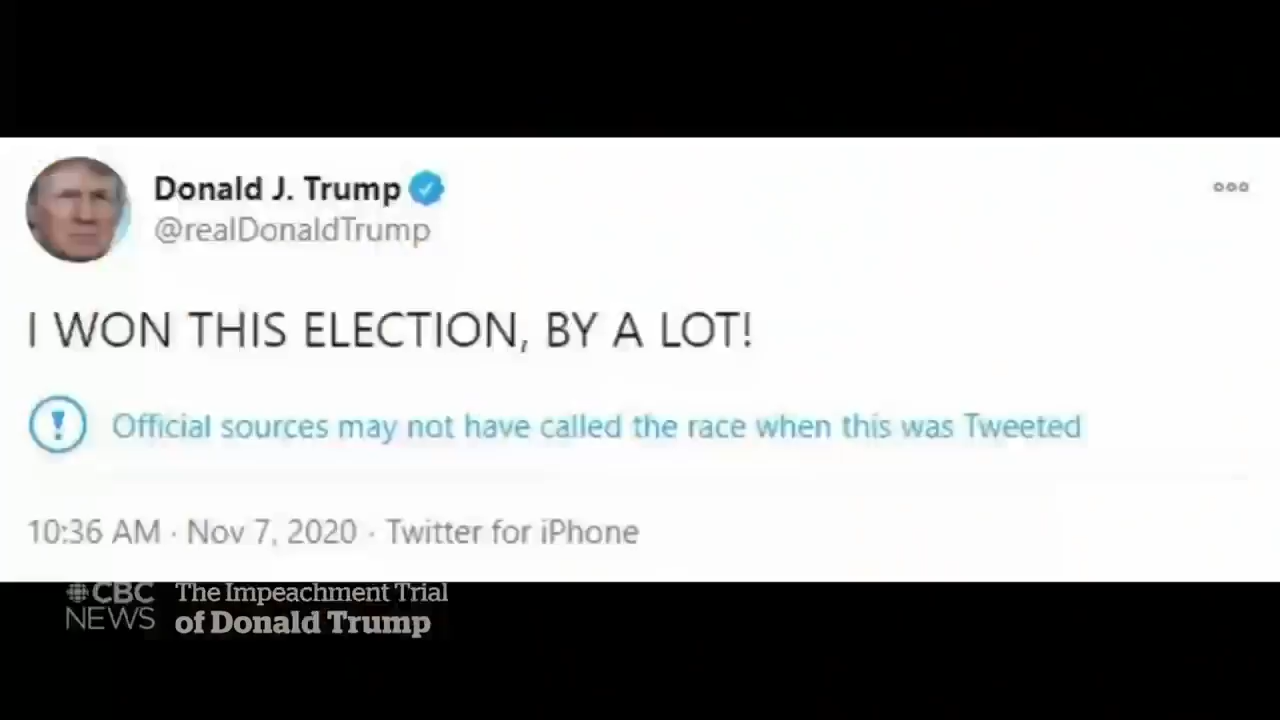 Donald J. Trump
@realDonaldTrump
I WON THIS ELECTION, BY A LOT!
Official sources may not have called the race when this was Tweeted
10:36 AM · Nov 7, 2020 · Twitter for iPhone
CBC NEWS
The Impeachment Trial
of Donald Trump